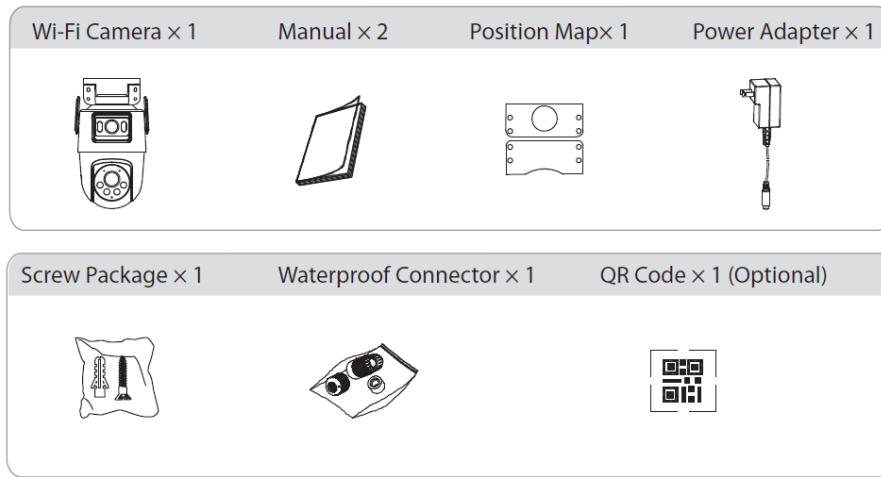 Wi-Fi Camera × 1 Manual × 2 Position Map× 1 Power Adapter × 1
Screw Package × 1 Waterproof Connector × 1 QR Code × 1 (Optional)